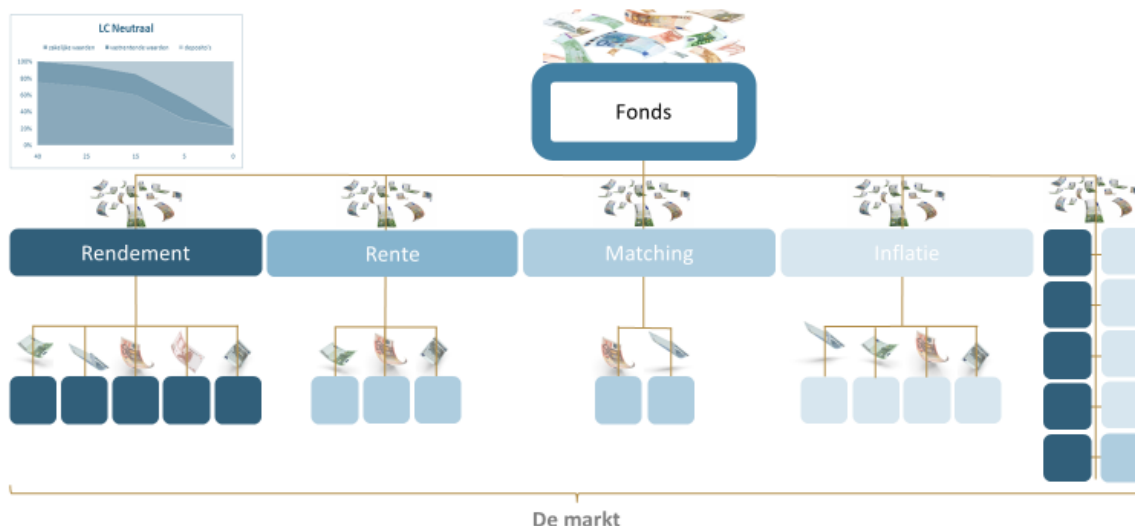 LC Neutraal
zakelijke waarden vastrentende waarden deposito's
100%
80%
60%
40%
20%
0%
40 25 15 5 0
Fonds
Rendement
Rente
Matching
Inflatie
De markt